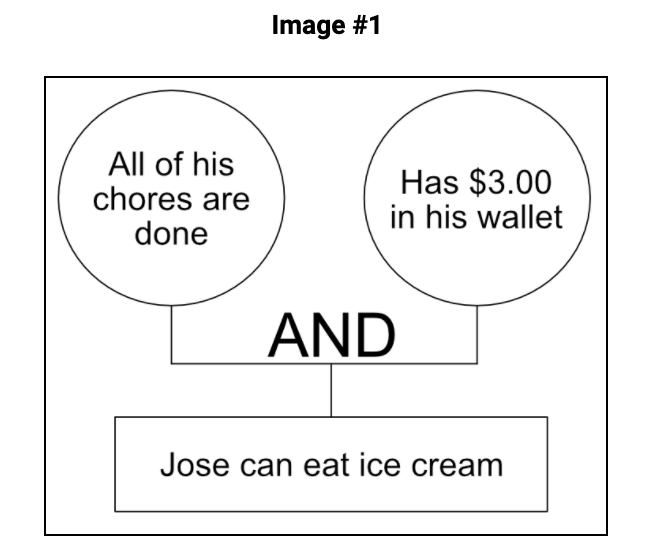 Image #1
All of his
chores are
done
Has $3.00
in his wallet
AND
Jose can eat ice cream